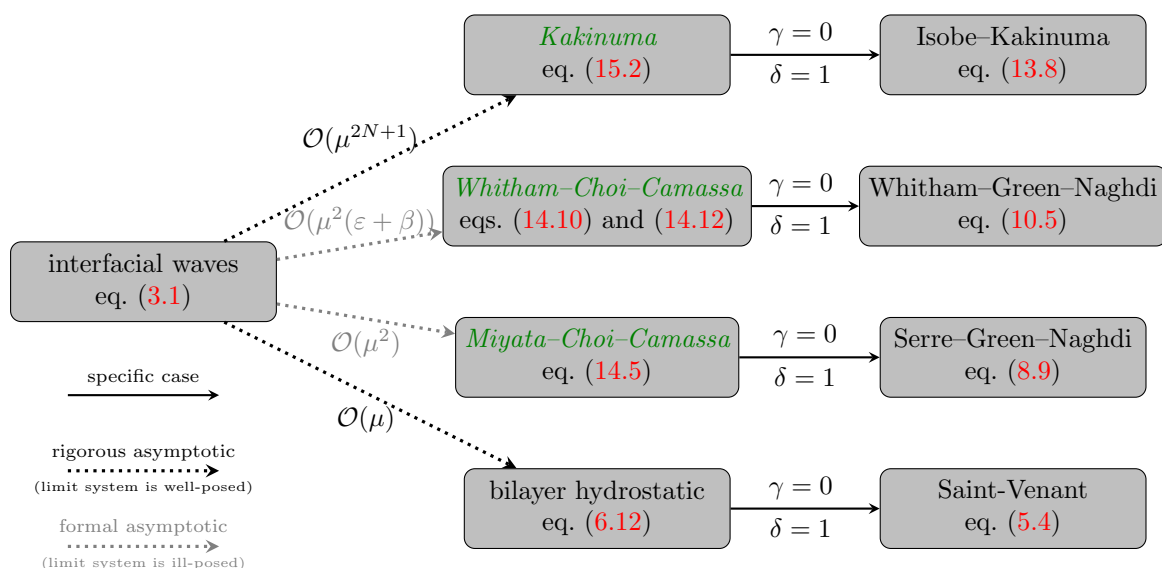 Kakinuma
eq. (15.2)
γ = 0
δ = 1
Isobe–Kakinuma
eq. (13.8)
𝒪(μ^{2N+1})
Whitham–Choi–Camassa
eqs. (14.10) and (14.12)
γ = 0
δ = 1
Whitham–Green–Naghdi
eq. (10.5)
𝒪(μ²(ε + β))
interfacial waves
eq. (3.1)
𝒪(μ²)
Miyata–Choi–Camassa
eq. (14.5)
γ = 0
δ = 1
Serre–Green–Naghdi
eq. (8.9)
𝒪(μ)
bilayer hydrostatic
eq. (6.12)
γ = 0
δ = 1
Saint-Venant
eq. (5.4)
specific case
rigorous asymptotic
(limit system is well-posed)
formal asymptotic
(limit system is ill-posed)